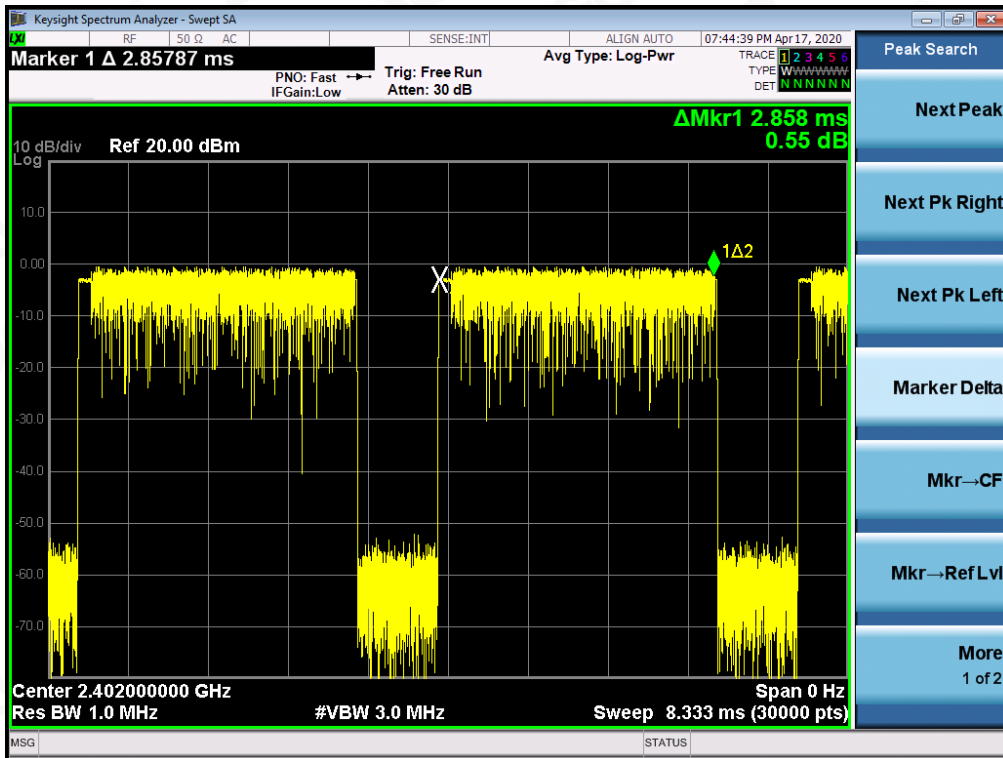 Keysight Spectrum Analyzer - Swept SA
LXI RF 50 Ω AC SENSE:INT ALIGN AUTO 07:44:39 PM Apr 17, 2020
Marker 1 Δ 2.85787 ms
PNO: Fast Trig: Free Run Avg Type: Log-Pwr TRACE 1 2 3 4 5 6
IFGain:Low Atten: 30 dB TYPE W
DET N N N N N N
ΔMkr1 2.858 ms
0.55 dB
10 dB/div Ref 20.00 dBm
Log
10.0
0.00
-10.0
-20.0
-30.0
-40.0
-50.0
-60.0
-70.0
1Δ2
Center 2.402000000 GHz Span 0 Hz
Res BW 1.0 MHz #VBW 3.0 MHz Sweep 8.333 ms (30000 pts)
MSG STATUS
Peak Search
Next Peak
Next Pk Right
Next Pk Left
Marker Delta
Mkr→CF
Mkr→Ref Lvl
More
1 of 2